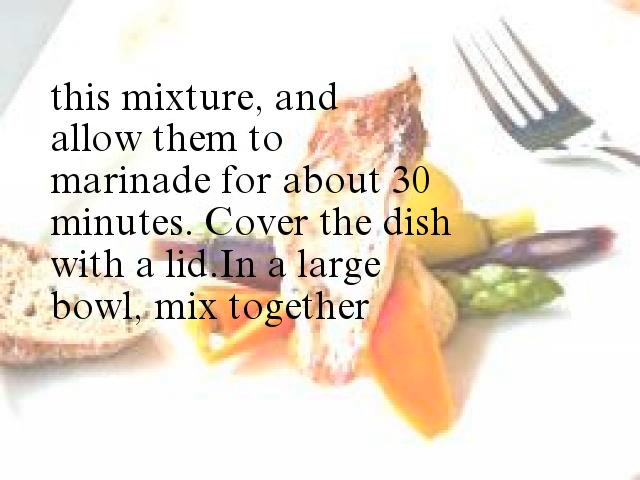 this mixture, and
allow them to
marinade for about 30
minutes. Cover the dish
with a lid.In a large
bowl, mix together